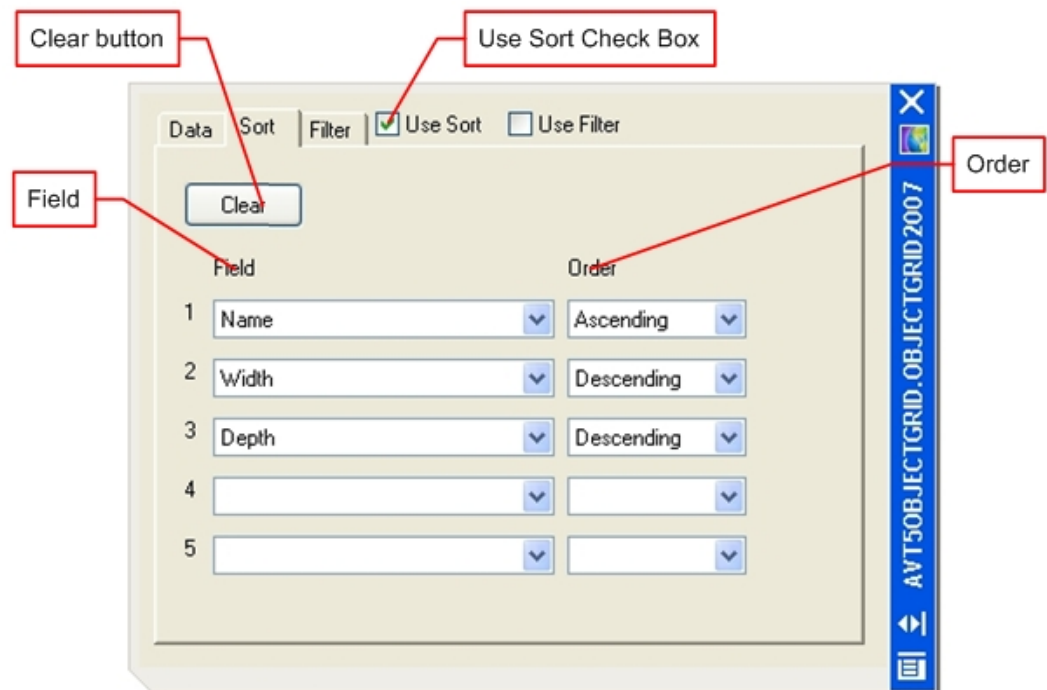 Clear button
Use Sort Check Box
Data Sort Filter Use Sort Use Filter
Order
Field
Clear
Field Order
1 Name Ascending
2 Width Descending
3 Depth Descending
4
5
AVT5OBJECTGRID.OBJECTGRID2007